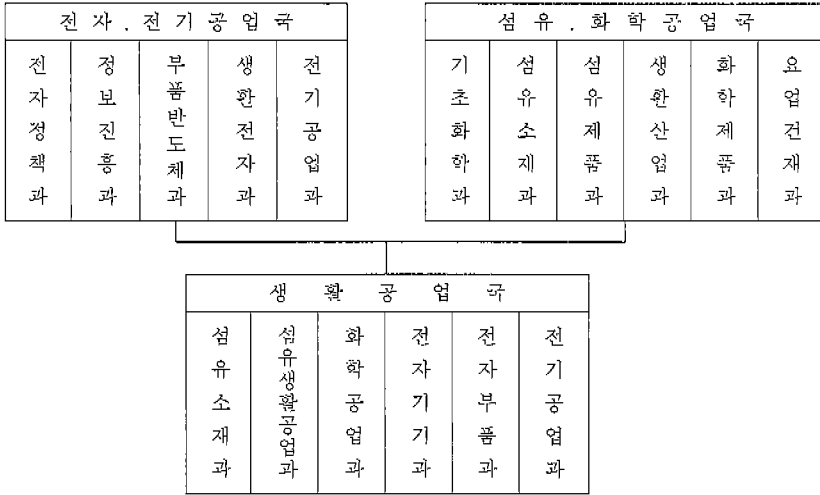 전자.전기공업국
전자정책과
정보진흥과
부품반도체과
생활전자과
전기공업과
섬유.화학공업국
기초화학과
섬유소재과
섬유제품과
생활산업과
화학제품과
요업건재과
생활공업국
섬유소재과
섬유생활공업과
화학공업과
전자기기과
전자부품과
전기공업과